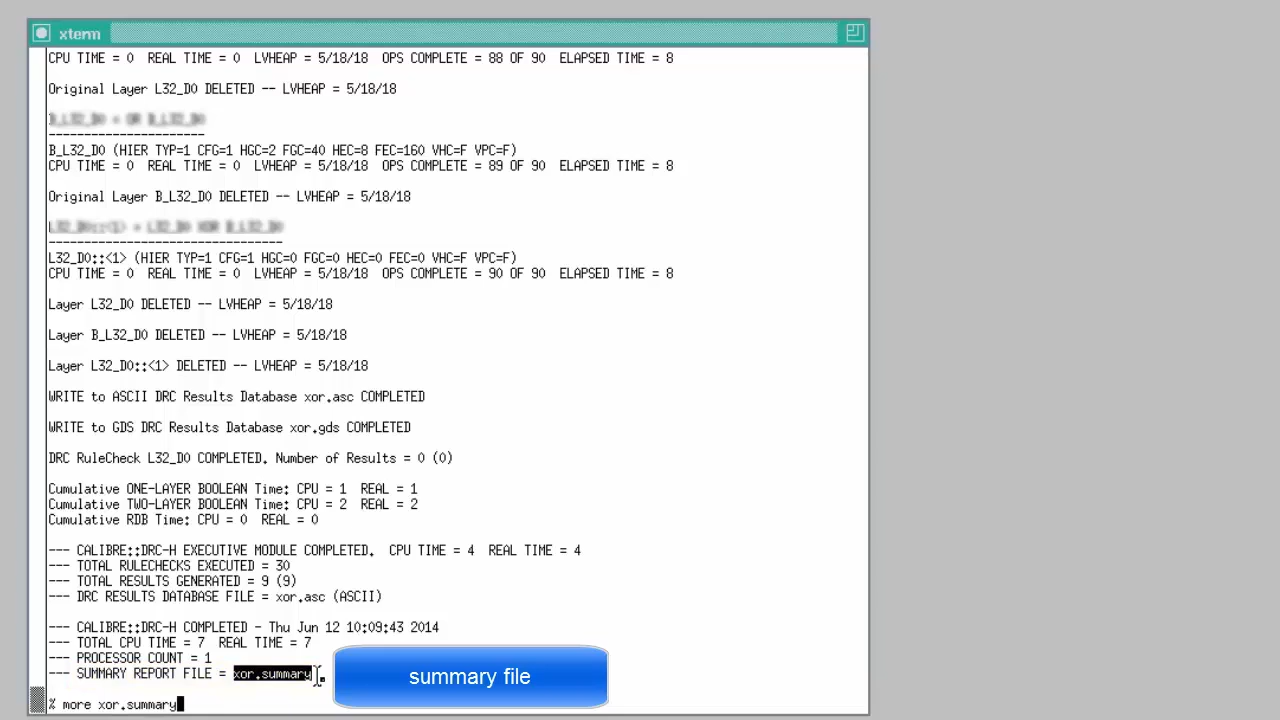 xterm
CPU TIME = 0  REAL TIME = 0  LVHEAP = 5/18/18  OPS COMPLETE = 88 OF 90  ELAPSED TIME = 8
Original Layer L32_D0 DELETED -- LVHEAP = 5/18/18
----------------------
B_L32_D0 (HIER TYP=1 CFG=1 HGC=2 FGC=40 HEC=8 FEC=160 VHC=F VPC=F)
CPU TIME = 0  REAL TIME = 0  LVHEAP = 5/18/18  OPS COMPLETE = 89 OF 90  ELAPSED TIME = 8
Original Layer B_L32_D0 DELETED -- LVHEAP = 5/18/18
---------------------------------
L32_D0::<1> (HIER TYP=1 CFG=1 HGC=0 FGC=0 HEC=0 FEC=0 VHC=F VPC=F)
CPU TIME = 0  REAL TIME = 0  LVHEAP = 5/18/18  OPS COMPLETE = 90 OF 90  ELAPSED TIME = 8
Layer L32_D0 DELETED -- LVHEAP = 5/18/18
Layer B_L32_D0 DELETED -- LVHEAP = 5/18/18
Layer L32_D0::<1> DELETED -- LVHEAP = 5/18/18
WRITE to ASCII DRC Results Database xor.asc COMPLETED
WRITE to GDS DRC Results Database xor.gds COMPLETED
DRC RuleCheck L32_D0 COMPLETED. Number of Results = 0 (0)
Cumulative ONE-LAYER BOOLEAN Time: CPU = 1  REAL = 1
Cumulative TWO-LAYER BOOLEAN Time: CPU = 2  REAL = 2
Cumulative RDB Time: CPU = 0  REAL = 0
--- CALIBRE::DRC-H EXECUTIVE MODULE COMPLETED.  CPU TIME = 4  REAL TIME = 4
--- TOTAL RULECHECKS EXECUTED = 30
--- TOTAL RESULTS GENERATED = 9 (9)
--- DRC RESULTS DATABASE FILE = xor.asc (ASCII)
--- CALIBRE::DRC-H COMPLETED - Thu Jun 12 10:09:43 2014
--- TOTAL CPU TIME = 7  REAL TIME = 7
--- PROCESSOR COUNT = 1
--- SUMMARY REPORT FILE = xor.summary
summary file
% more xor.summary